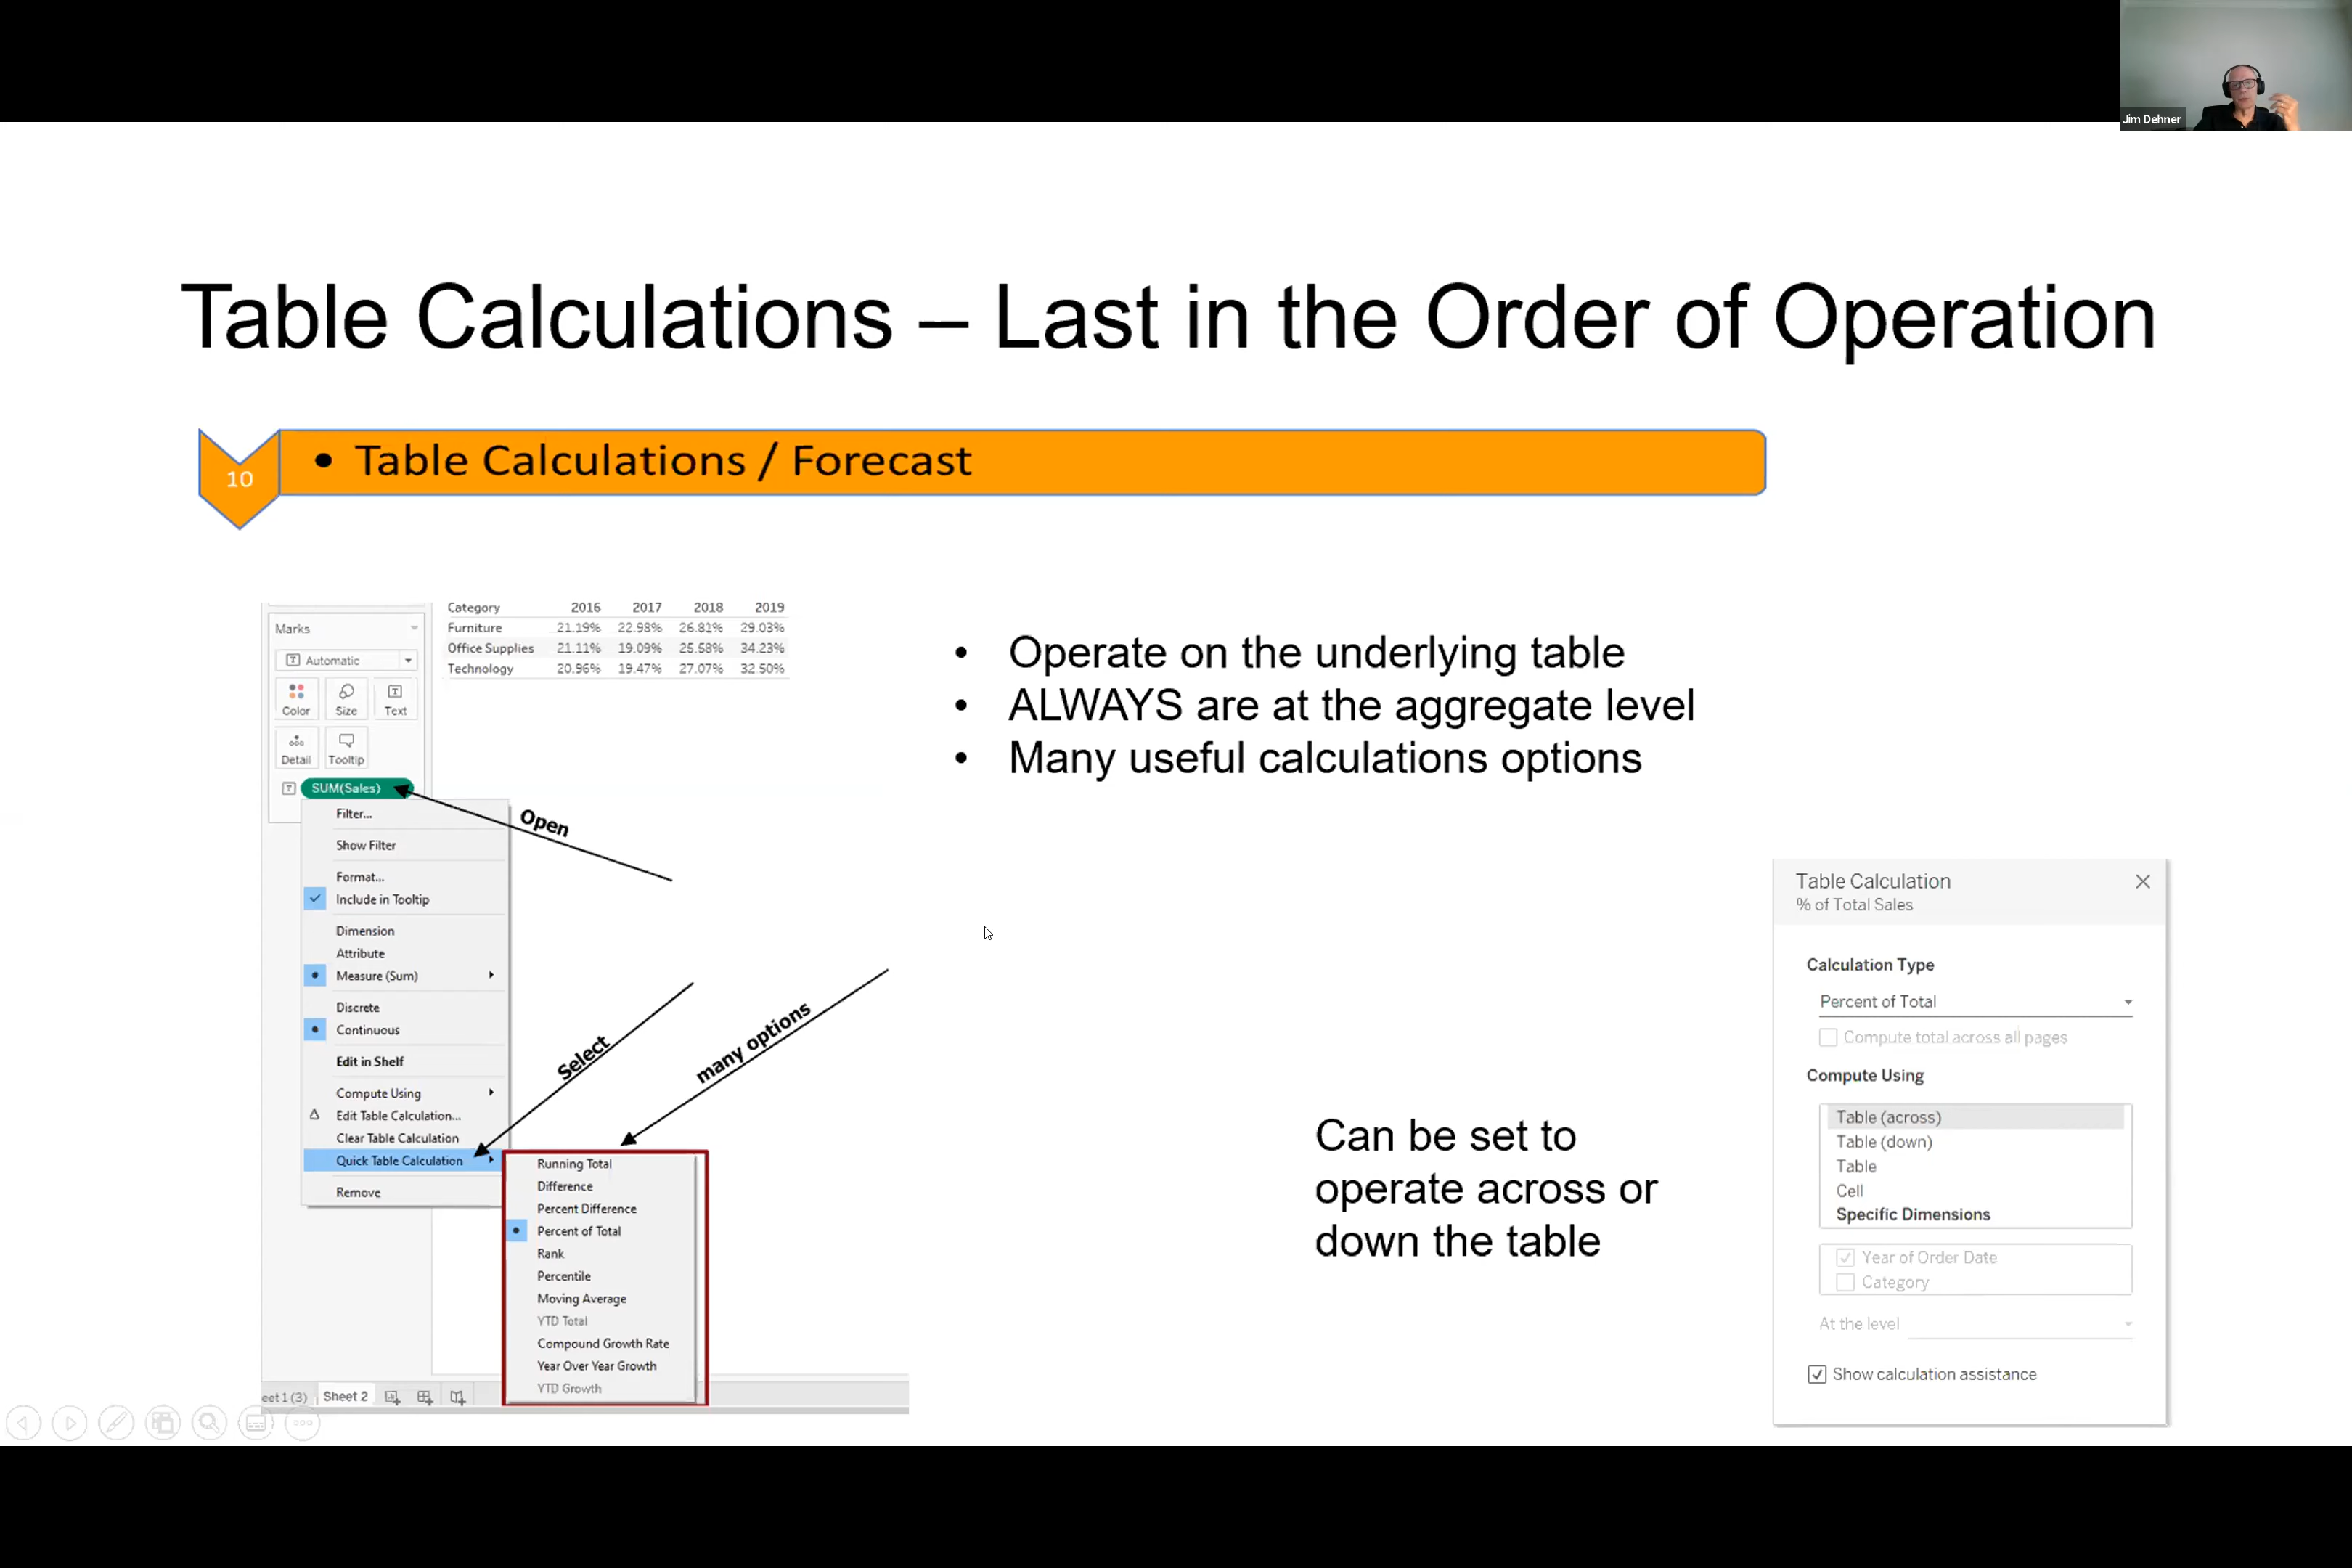 Jim Dehner
Table Calculations – Last in the Order of Operation
10
• Table Calculations / Forecast
Category 2016 2017 2018 2019
Furniture 21.19% 22.98% 26.81% 29.03%
Office Supplies 21.11% 19.09% 25.58% 34.23%
Technology 20.96% 19.47% 27.07% 32.50%
Marks
T Automatic
Color Size Text
Detail Tooltip
T SUM(Sales)
Filter...
Show Filter
Format...
Include in Tooltip
Dimension
Attribute
Measure (Sum)
Discrete
Continuous
Edit in Shelf
Compute Using
Edit Table Calculation...
Clear Table Calculation
Quick Table Calculation
Remove
Open
Select
many options
Running Total
Difference
Percent Difference
Percent of Total
Rank
Percentile
Moving Average
YTD Total
Compound Growth Rate
Year Over Year Growth
YTD Growth
eet1 (3) Sheet 2
• Operate on the underlying table
• ALWAYS are at the aggregate level
• Many useful calculations options
Can be set to
operate across or
down the table
Table Calculation
% of Total Sales
Calculation Type
Percent of Total
Compute total across all pages
Compute Using
Table (across)
Table (down)
Table
Cell
Specific Dimensions
Year of Order Date
Category
At the level
Show calculation assistance